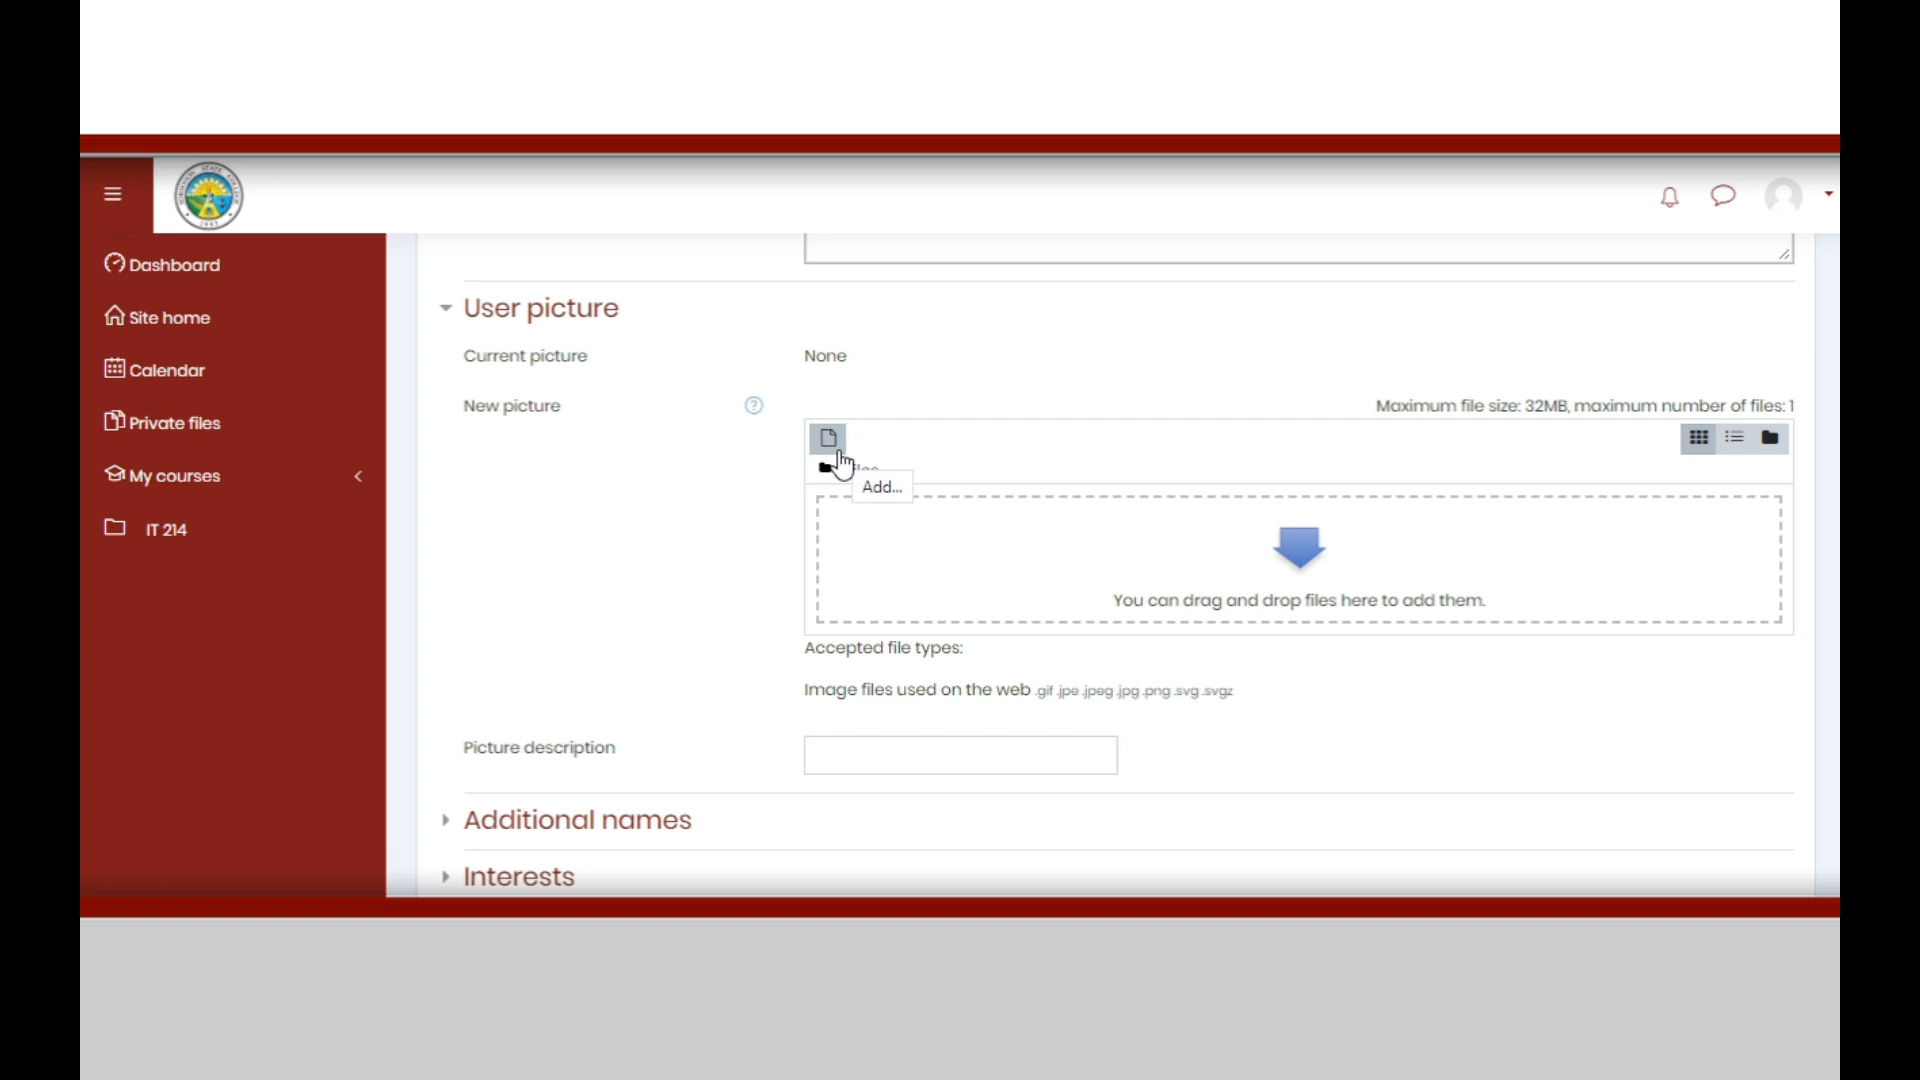 Dashboard
Site home
Calendar
Private files
My courses
IT 214
User picture
Current picture
None
New picture
Maximum file size: 32MB, maximum number of files: 1
Add...
You can drag and drop files here to add them.
Accepted file types:
Image files used on the web .gif .jpe .jpeg .jpg .png .svg .svgz
Picture description
Additional names
Interests